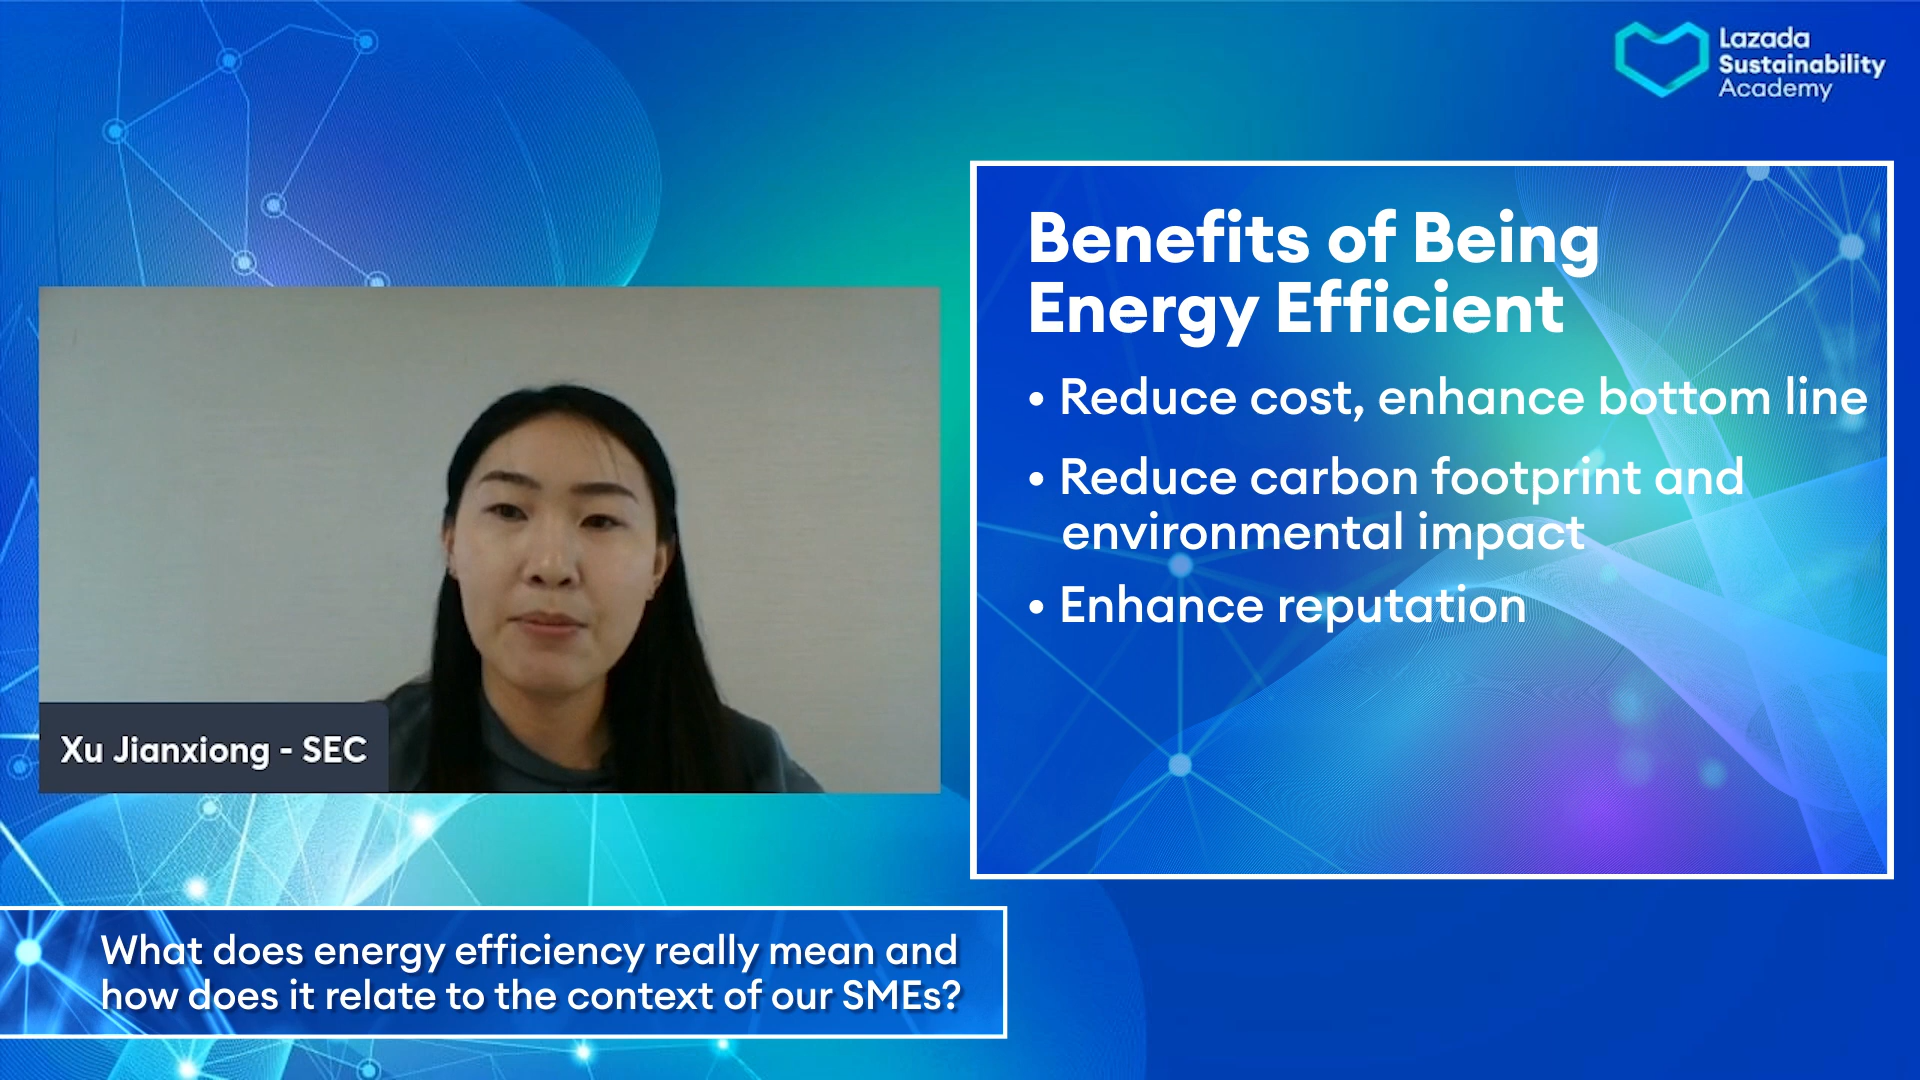 Lazada
Sustainability
Academy
Benefits of Being
Energy Efficient
• Reduce cost, enhance bottom line
• Reduce carbon footprint and
environmental impact
• Enhance reputation
Xu Jianxiong - SEC
What does energy efficiency really mean and
how does it relate to the context of our SMEs?